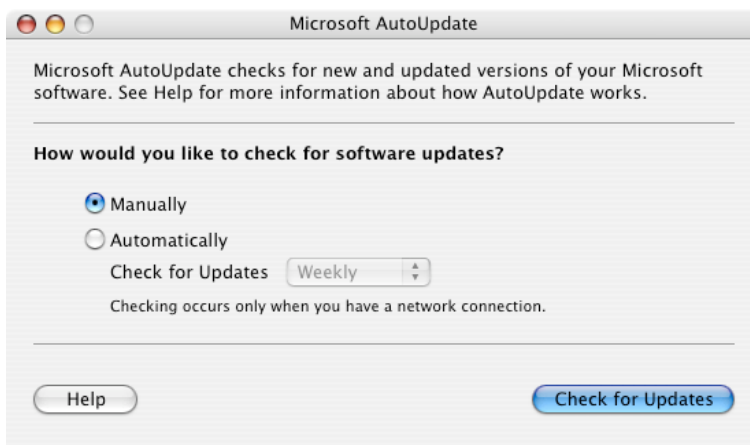 Microsoft AutoUpdate
Microsoft AutoUpdate checks for new and updated versions of your Microsoft
software. See Help for more information about how AutoUpdate works.
How would you like to check for software updates?
Manually
Automatically
Check for Updates Weekly
Checking occurs only when you have a network connection.
Help Check for Updates